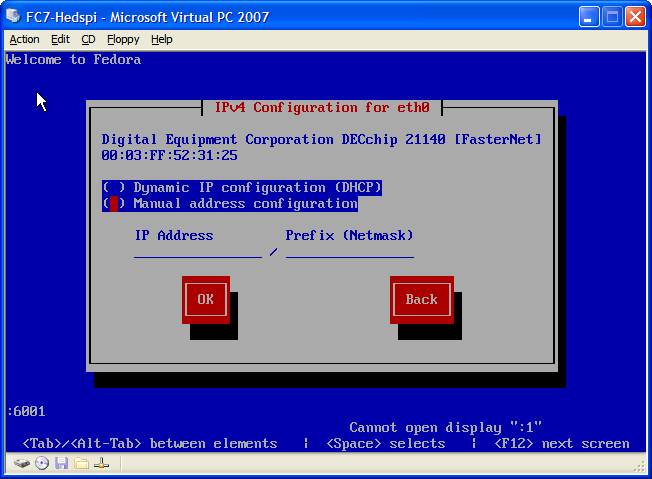 FC7-Hedspi - Microsoft Virtual PC 2007
Action Edit CD Floppy Help
Welcome to Fedora
IPv4 Configuration for eth0
Digital Equipment Corporation DECchip 21140 [FasterNet]
00:03:FF:52:31:25
( ) Dynamic IP configuration (DHCP)
( ) Manual address configuration
IP Address Prefix (Netmask)
/
OK Back
:6001
Cannot open display ":1"
<Tab>/<Alt-Tab> between elements | <Space> selects | <F12> next screen